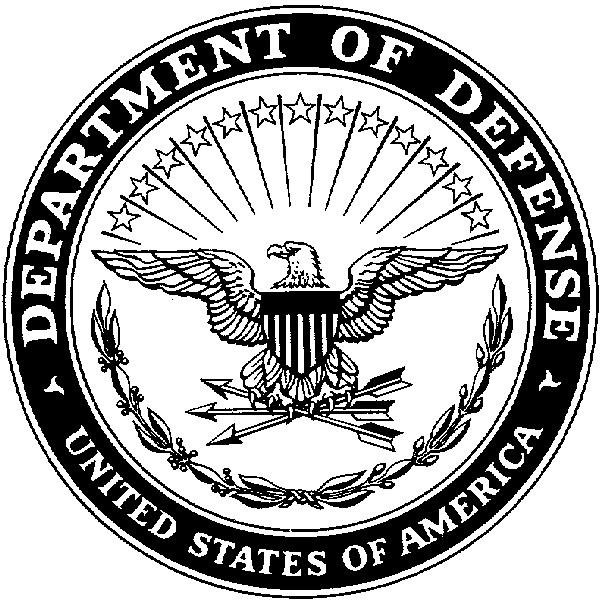 DEPARTMENT OF DEFENSE
UNITED STATES OF AMERICA